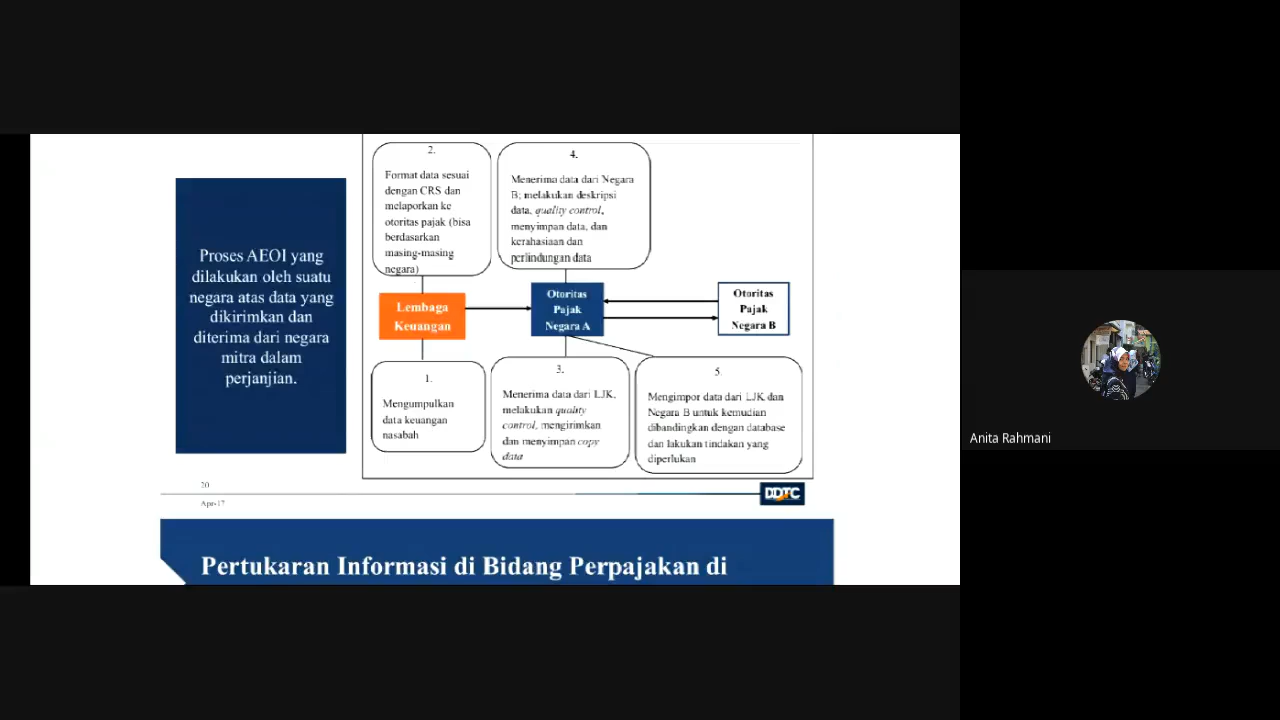 Proses AEOI yang
dilakukan oleh suatu
negara atas data yang
dikirimkan dan
diterima dari negara
mitra dalam
perjanjian.
2.
Format data sesuai
dengan CRS dan
melaporkan ke
otoritas pajak (bisa
berdasarkan
masing-masing
negara)
4.
Menerima data dari Negara
B; melakukan deskripsi
data, quality control,
menyimpan data, dan
kerahasiaan dan
perlindungan data
Lembaga
Keuangan
Otoritas
Pajak
Negara A
Otoritas
Pajak
Negara B
1.
Mengumpulkan
data keuangan
nasabah
3.
Menerima data dari LJK,
melakukan quality
control, mengirimkan
dan menyimpan copy
data
5.
Mengimpor data dari LJK dan
Negara B untuk kemudian
dibandingkan dengan database
dan lakukan tindakan yang
diperlukan
20
Apr-17
DDTC
Pertukaran Informasi di Bidang Perpajakan di
Anita Rahmani